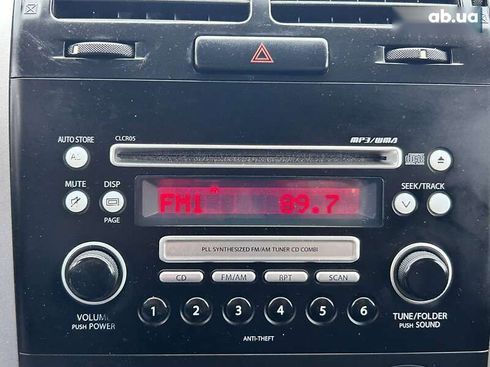 ab.ua
AUTO STORE
CLCR05
MP3/WMA
AS
MUTE
DISP
SEEK/TRACK
FM1 89.7
PAGE
PLL SYNTHESIZED FM/AM TUNER CD COMBI
CD FM/AM RPT SCAN
VOLUME
PUSH POWER
1 2 3 4 5 6
TUNE/FOLDER
PUSH SOUND
ANTI-THEFT